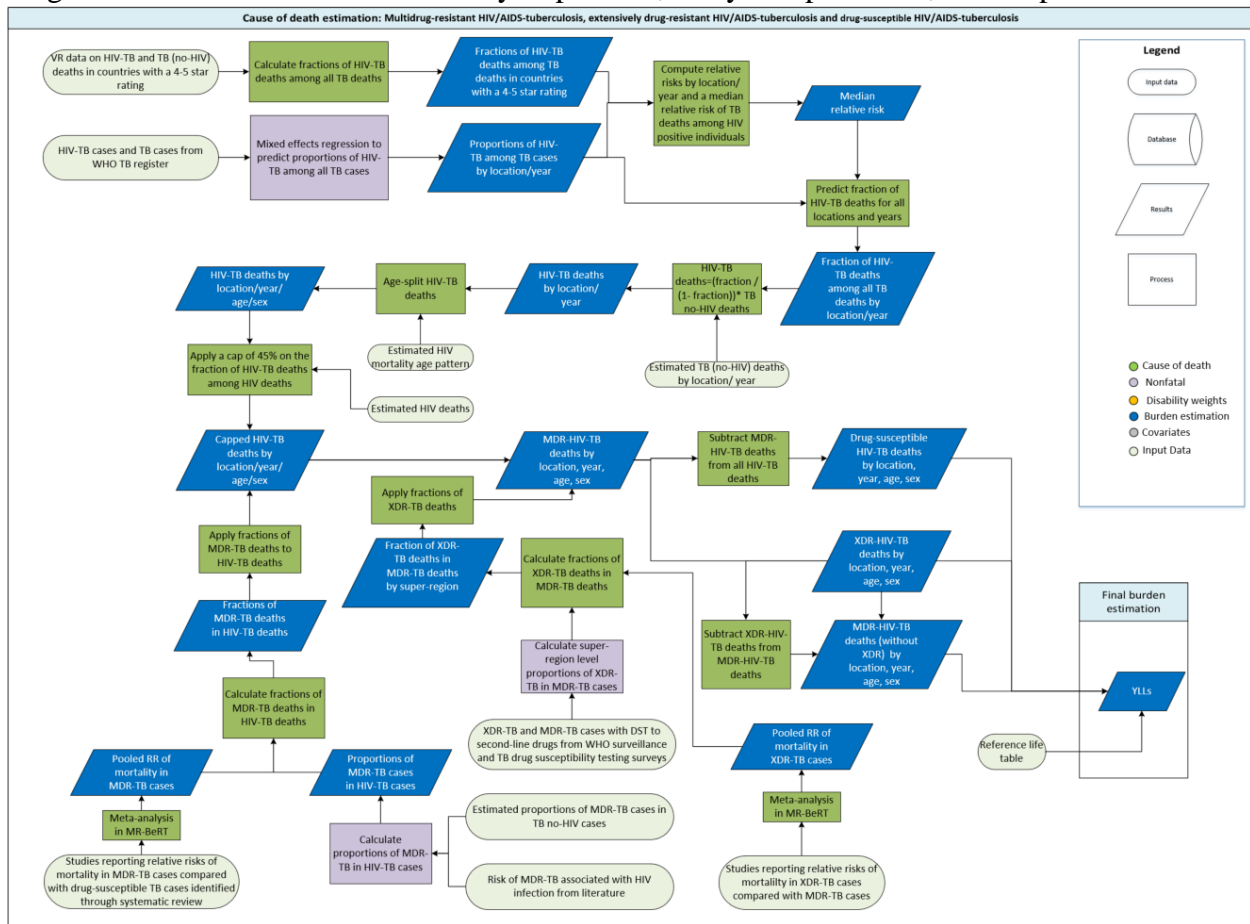 Cause of death estimation: Multidrug-resistant HIV/AIDS-tuberculosis, extensively drug-resistant HIV/AIDS-tuberculosis and drug-susceptible HIV/AIDS-tuberculosis
VR data on HIV-TB and TB (no-HIV)
deaths in countries with a 4-5 star
rating
Calculate fractions of HIV-TB
deaths among all TB deaths
Fractions of HIV-TB
deaths among TB
deaths in countries
with a 4-5 star rating
Compute relative
risks by location/
year and a median
relative risk of TB
deaths among HIV
positive individuals
Median
relative risk
HIV-TB cases and TB cases from
WHO TB register
Mixed effects regression to
predict proportions of HIV-
TB among all TB cases
Proportions of HIV-
TB among TB cases
by location/year
Predict fraction of
HIV-TB deaths for all
locations and years
HIV-TB deaths by
location/year/
age/sex
Age-split HIV-TB
deaths
HIV-TB deaths
by location/
year
HIV-TB
deaths=(fraction /
(1- fraction))* TB
no-HIV deaths
Fraction of HIV-
TB deaths
among all TB
deaths by
location/year
Estimated HIV
mortality age pattern
Estimated TB (no-HIV) deaths
by location/ year
Apply a cap of 45% on the
fraction of HIV-TB deaths
among HIV deaths
Estimated HIV deaths
Capped HIV-TB
deaths by
location/year/
age/sex
MDR-HIV-TB
deaths by
location, year,
age, sex
Subtract MDR-
HIV-TB deaths
from all HIV-TB
deaths
Drug-susceptible
HIV-TB deaths
by location,
year, age, sex
Apply fractions of
XDR-TB deaths
Apply fractions of
MDR-TB deaths to
HIV-TB deaths
Fraction of XDR-
TB deaths in
MDR-TB deaths
by super-region
Calculate fractions of
XDR-TB deaths in
MDR-TB deaths
XDR-HIV-TB
deaths by
location, year,
age, sex
Fractions of
MDR-TB deaths
in HIV-TB deaths
Calculate super-
region level
proportions of XDR-
TB in MDR-TB cases
Subtract XDR-HIV-
TB deaths from
MDR-HIV-TB
deaths
MDR-HIV-TB
deaths (without
XDR) by
location, year,
age, sex
Final burden
estimation
YLLs
Reference life
table
Calculate fractions of
MDR-TB deaths in
HIV-TB deaths
XDR-TB and MDR-TB cases with DST to
second-line drugs from WHO surveillance
and TB drug susceptibility testing surveys
Pooled RR of
mortality in
MDR-TB cases
Proportions of
MDR-TB cases
in HIV-TB cases
Pooled RR of
mortality in
XDR-TB cases
Meta-analysis
in MR-BeRT
Calculate
proportions of MDR-
TB in HIV-TB cases
Estimated proportions of MDR-TB cases in
TB no-HIV cases
Meta-analysis
in MR-BeRT
Studies reporting relative risks of
mortality in MDR-TB cases compared
with drug-susceptible TB cases identified
through systematic review
Risk of MDR-TB associated with HIV
infection from literature
Studies reporting relative risks of
mortality in XDR-TB cases
compared with MDR-TB cases
Legend
Input data
Database
Results
Process
Cause of death
Nonfatal
Disability weights
Burden estimation
Covariates
Input Data